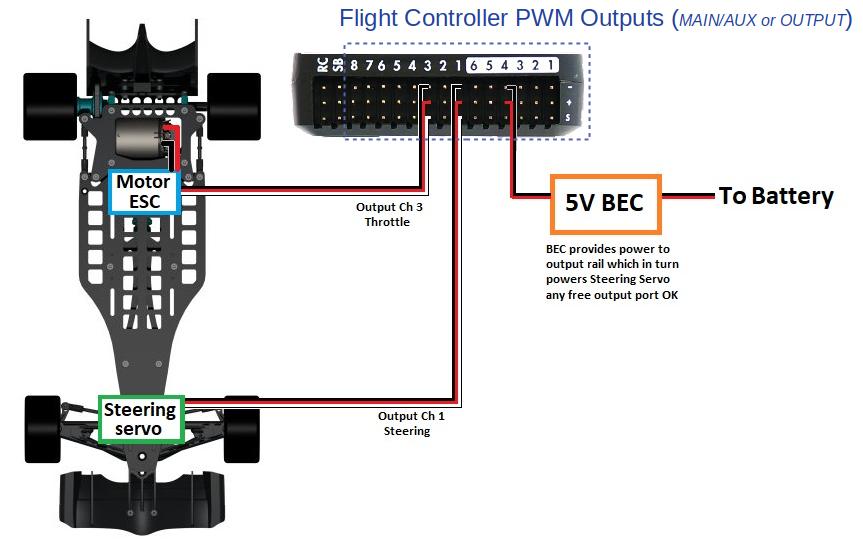 Flight Controller PWM Outputs (MAIN/AUX or OUTPUT)
RC SB 8 7 6 5 4 3 2 1 6 5 4 3 2 1
-
+
S
Motor
ESC
Output Ch 3
Throttle
5V BEC
To Battery
BEC provides power to
output rail which in turn
powers Steering Servo
any free output port OK
Steering
servo
Output Ch 1
Steering